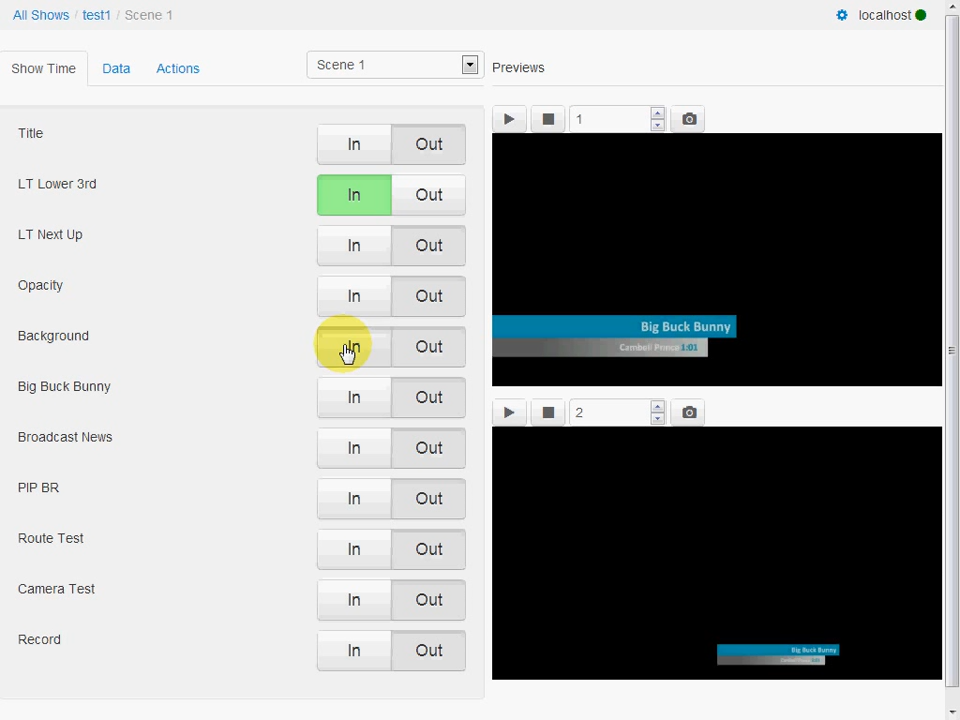 All Shows / test1 / Scene 1
localhost
Show Time
Data
Actions
Scene 1
Previews
Title
In
Out
LT Lower 3rd
In
Out
LT Next Up
In
Out
Opacity
In
Out
Background
In
Out
Big Buck Bunny
In
Out
Broadcast News
In
Out
PIP BR
In
Out
Route Test
In
Out
Camera Test
In
Out
Record
In
Out
1
Big Buck Bunny
1:01
2
Big Buck Bunny